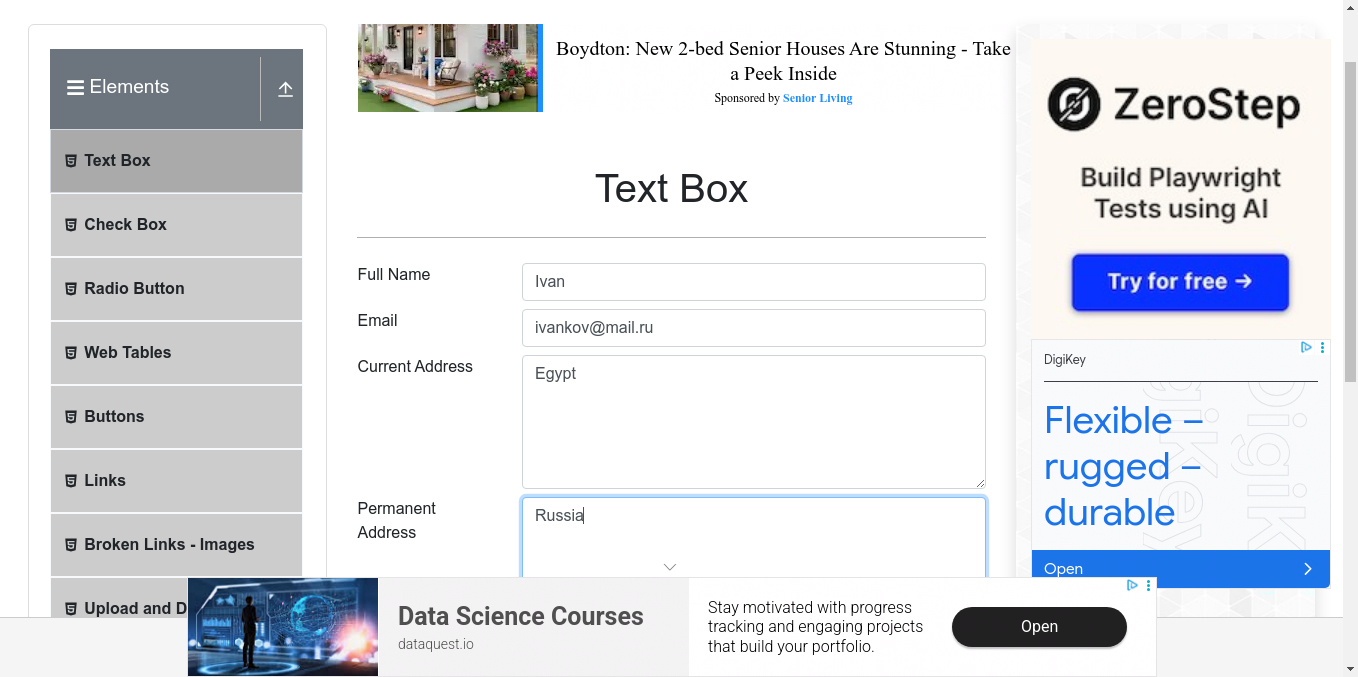 Elements
Text Box
Check Box
Radio Button
Web Tables
Buttons
Links
Broken Links - Images
Upload and D
Boydton: New 2-bed Senior Houses Are Stunning - Take
a Peek Inside
Sponsored by Senior Living
Text Box
Full Name
Ivan
Email
ivankov@mail.ru
Current Address
Egypt
Permanent
Address
Russia
ZeroStep
Build Playwright
Tests using AI
Try for free →
DigiKey
Flexible –
rugged –
durable
Open
DigiKey
Data Science Courses
dataquest.io
Stay motivated with progress
tracking and engaging projects
that build your portfolio.
Open